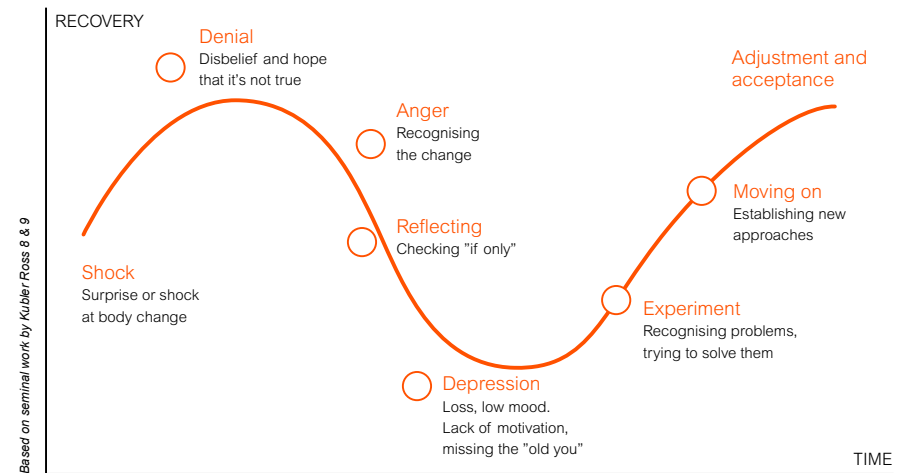 RECOVERY
Denial
Disbelief and hope
that it's not true
Anger
Recognising
the change
Reflecting
Checking "if only"
Shock
Surprise or shock
at body change
Depression
Loss, low mood.
Lack of motivation,
missing the "old you"
Experiment
Recognising problems,
trying to solve them
Moving on
Establishing new
approaches
Adjustment and
acceptance
TIME
Based on seminal work by Kubler Ross 8 & 9